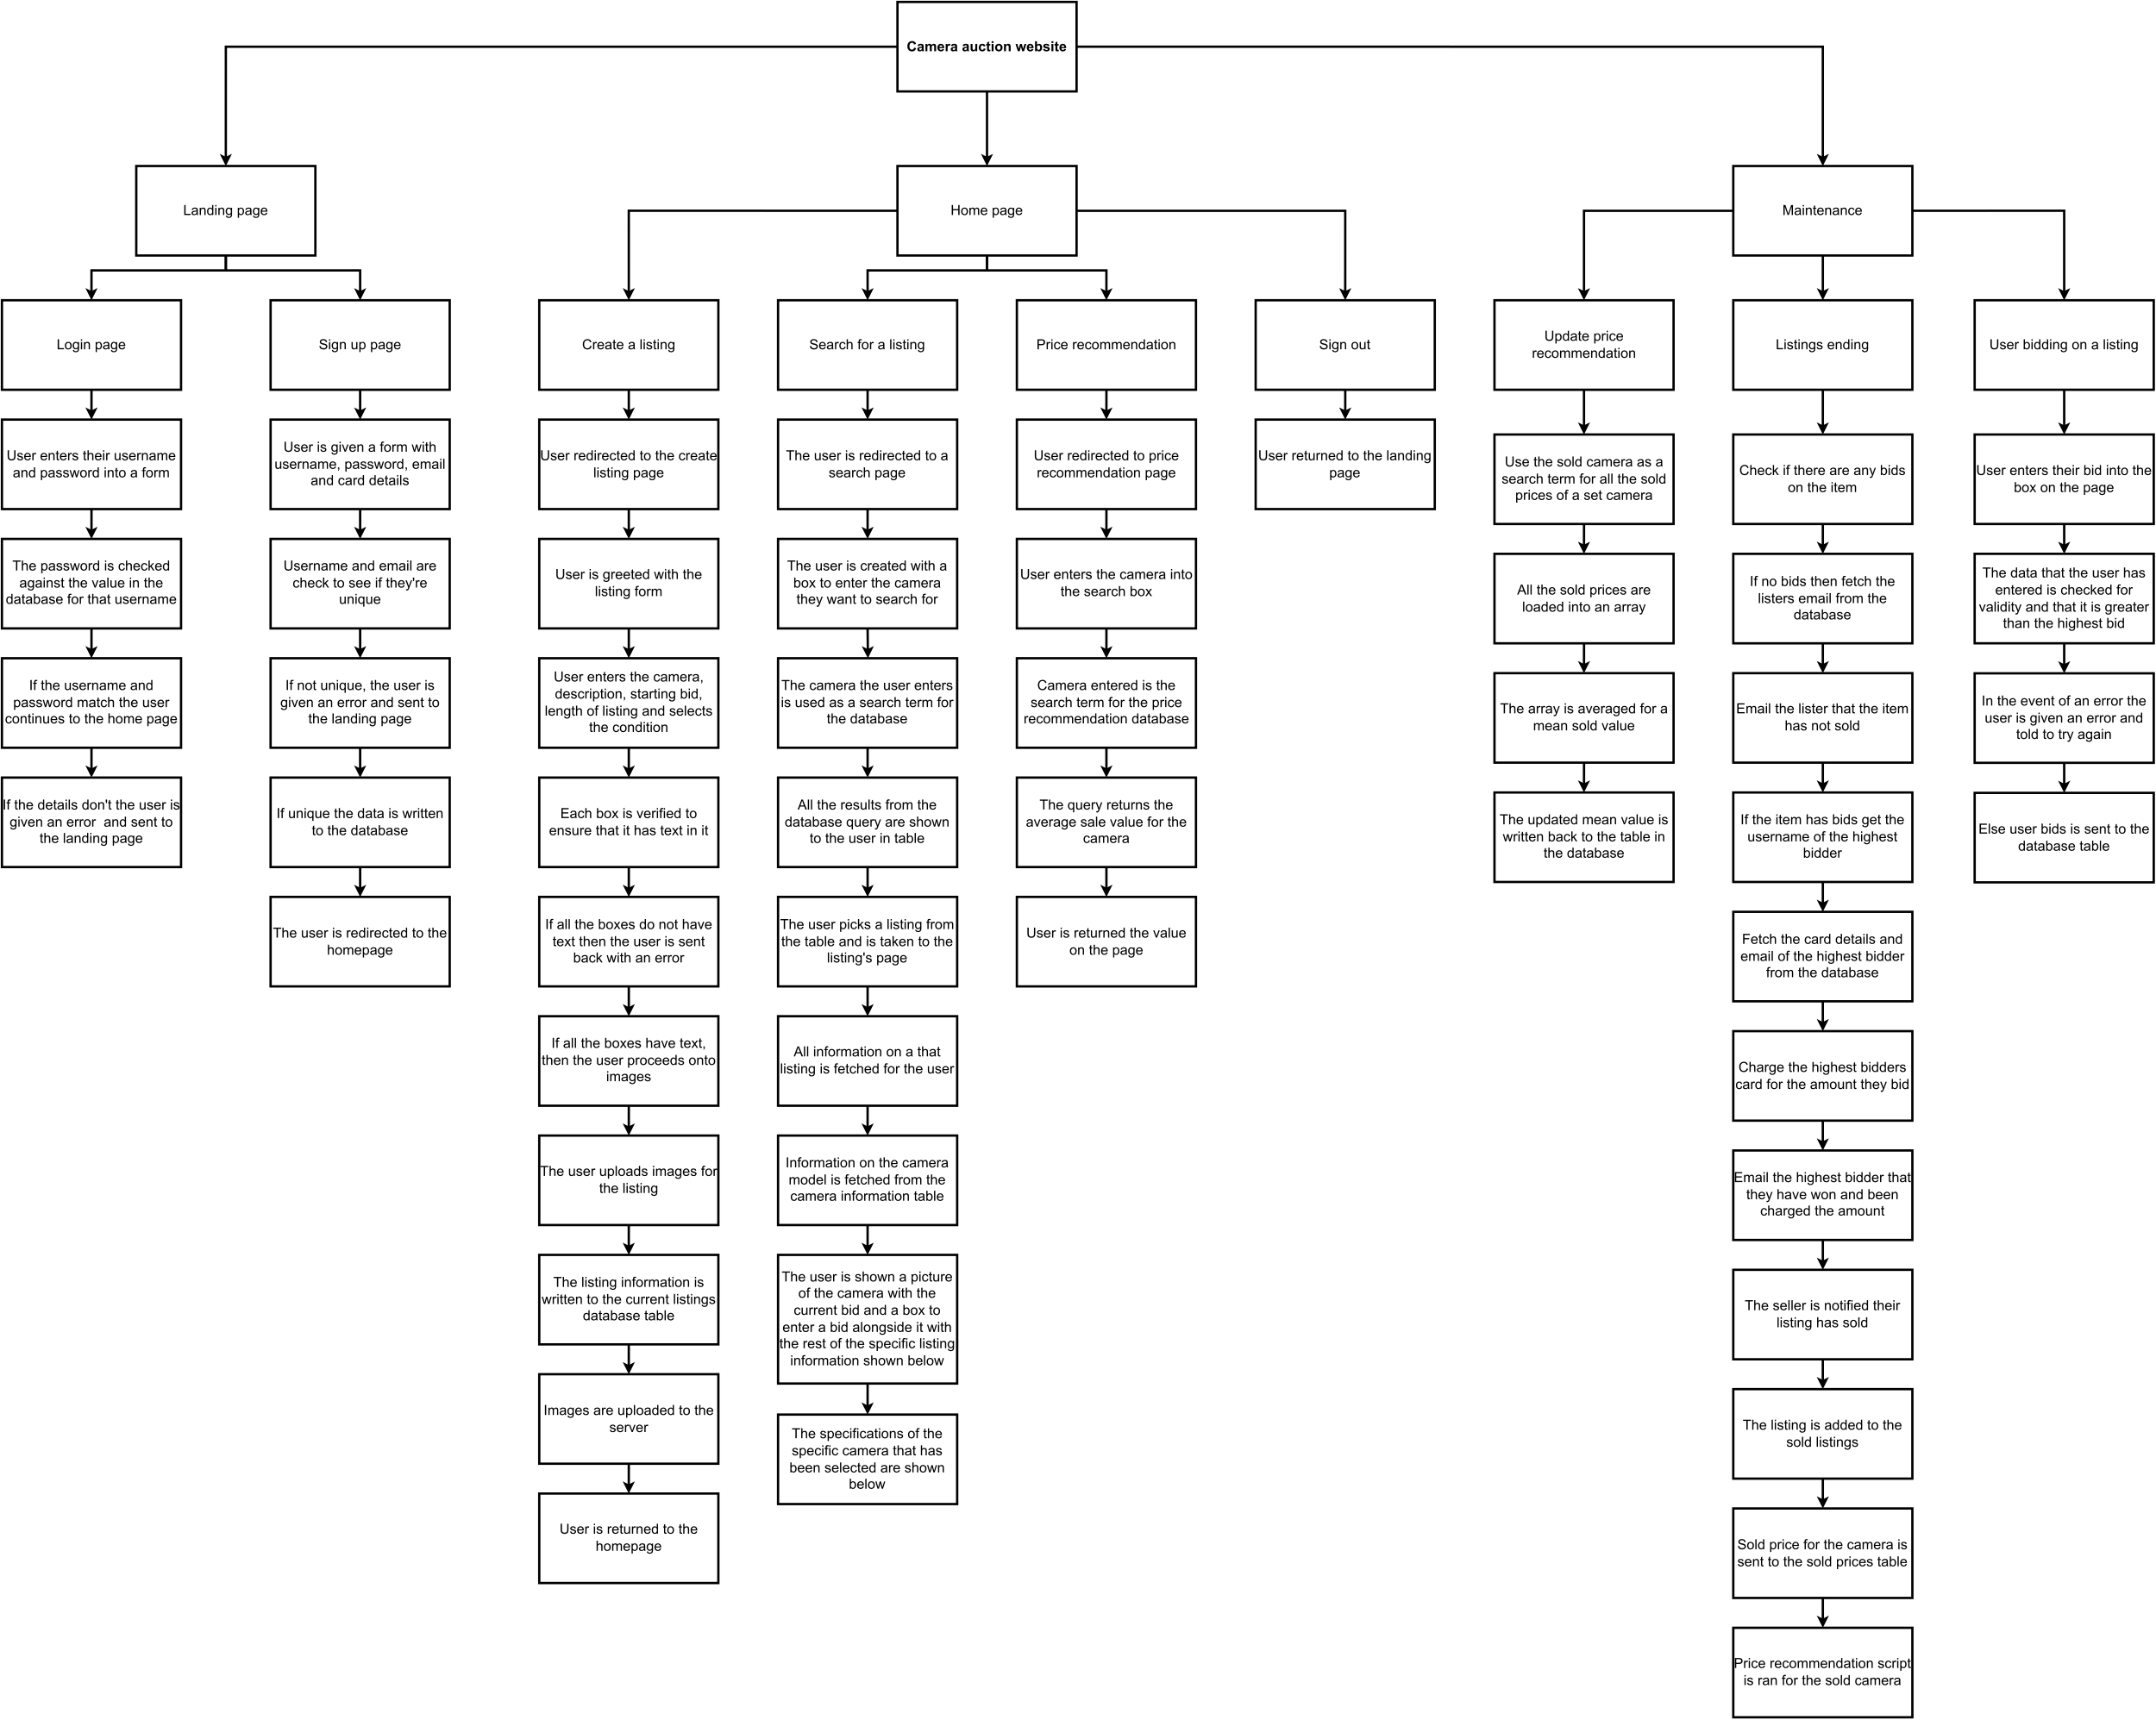 Camera auction website
Landing page
Home page
Maintenance
Login page
Sign up page
Create a listing
Search for a listing
Price recommendation
Sign out
Update price
recommendation
Listings ending
User bidding on a listing
User enters their username
and password into a form
The password is checked
against the value in the
database for that username
If the username and
password match the user
continues to the home page
If the details don't the user is
given an error  and sent to
the landing page
User is given a form with
username, password, email
and card details
Username and email are
check to see if they're
unique
If not unique, the user is
given an error and sent to
the landing page
If unique the data is written
to the database
The user is redirected to the
homepage
User redirected to the create
listing page
User is greeted with the
listing form
User enters the camera,
description, starting bid,
length of listing and selects
the condition
Each box is verified to
ensure that it has text in it
If all the boxes do not have
text then the user is sent
back with an error
If all the boxes have text,
then the user proceeds onto
images
The user uploads images for
the listing
The listing information is
written to the current listings
database table
Images are uploaded to the
server
User is returned to the
homepage
The user is redirected to a
search page
The user is created with a
box to enter the camera
they want to search for
The camera the user enters
is used as a search term for
the database
All the results from the
database query are shown
to the user in table
The user picks a listing from
the table and is taken to the
listing's page
All information on a that
listing is fetched for the user
Information on the camera
model is fetched from the
camera information table
The user is shown a picture
of the camera with the
current bid and a box to
enter a bid alongside it with
the rest of the specific listing
information shown below
The specifications of the
specific camera that has
been selected are shown
below
User redirected to price
recommendation page
User enters the camera into
the search box
Camera entered is the
search term for the price
recommendation database
The query returns the
average sale value for the
camera
User is returned the value
on the page
User returned to the landing
page
Use the sold camera as a
search term for all the sold
prices of a set camera
All the sold prices are
loaded into an array
The array is averaged for a
mean sold value
The updated mean value is
written back to the table in
the database
Check if there are any bids
on the item
If no bids then fetch the
listers email from the
database
Email the lister that the item
has not sold
If the item has bids get the
username of the highest
bidder
Fetch the card details and
email of the highest bidder
from the database
Charge the highest bidders
card for the amount they bid
Email the highest bidder that
they have won and been
charged the amount
The seller is notified their
listing has sold
The listing is added to the
sold listings
Sold price for the camera is
sent to the sold prices table
Price recommendation script
is ran for the sold camera
User enters their bid into the
box on the page
The data that the user has
entered is checked for
validity and that it is greater
than the highest bid
In the event of an error the
user is given an error and
told to try again
Else user bids is sent to the
database table